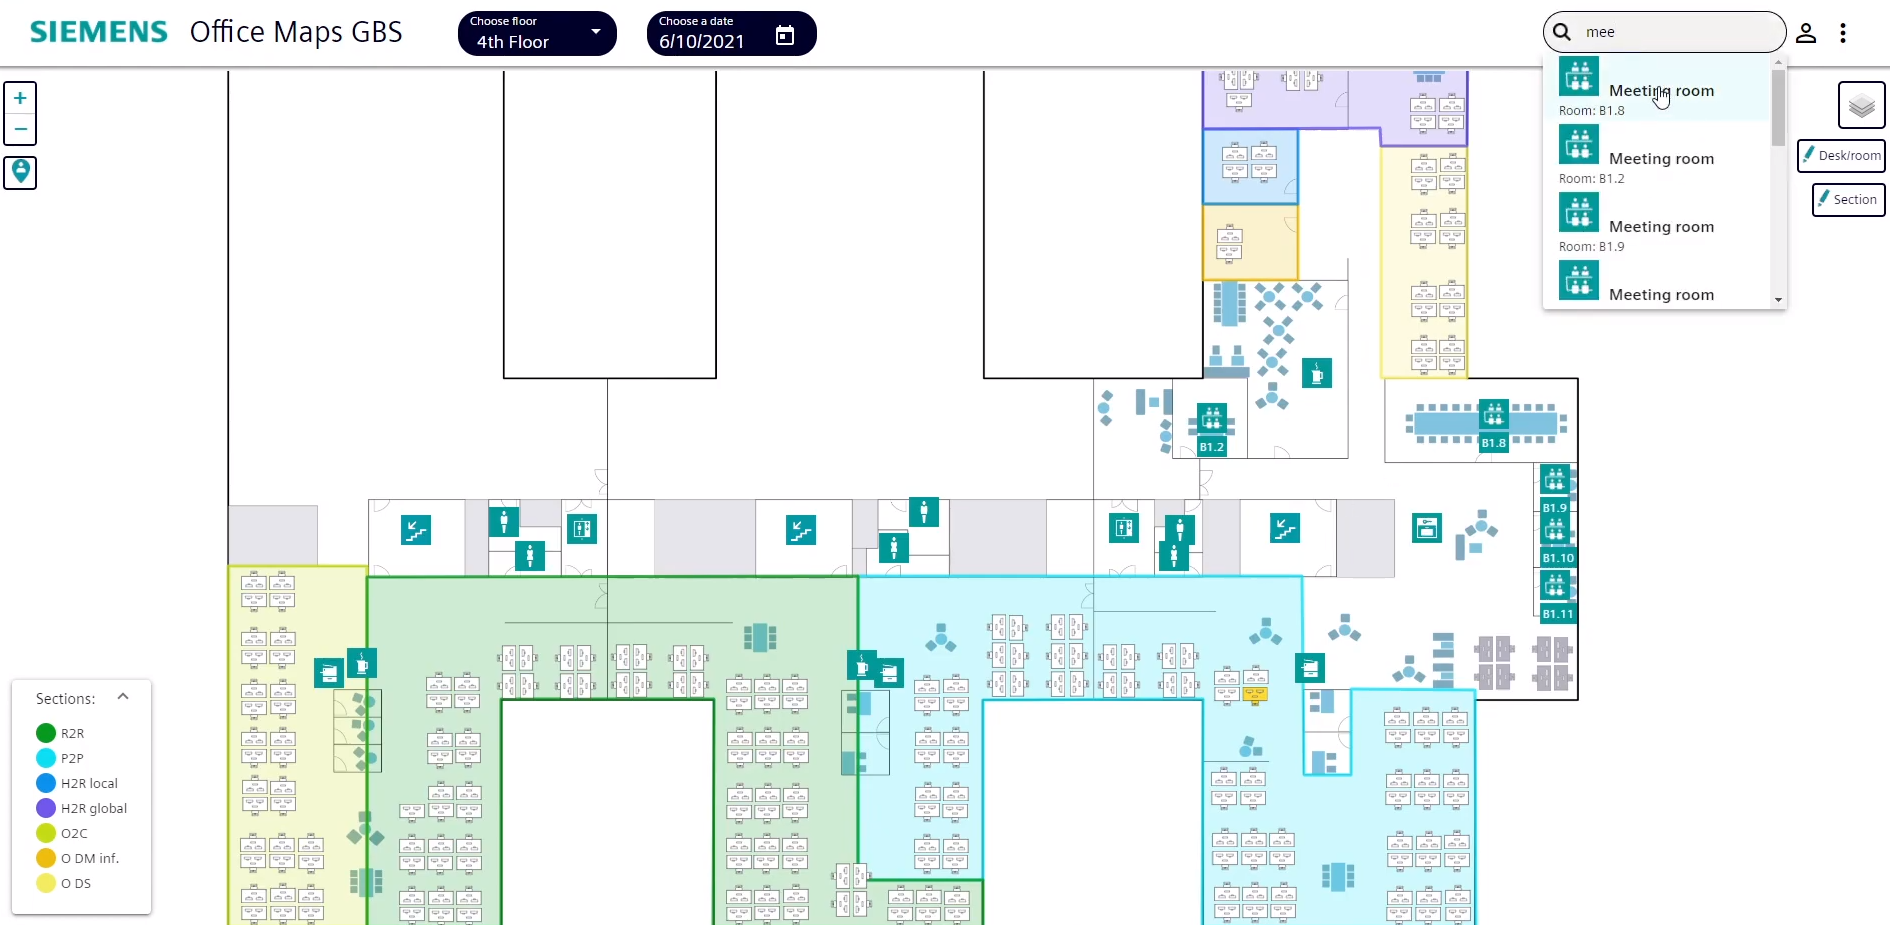 SIEMENS
Office Maps GBS
Choose floor
4th Floor
Choose a date
6/10/2021
mee
Meeting room
Room: B1.8
Meeting room
Room: B1.2
Meeting room
Room: B1.9
Meeting room
+
−
Desk/room
Section
B1.2
B1.8
B1.9
B1.10
B1.11
Sections:
R2R
P2P
H2R local
H2R global
O2C
O DM inf.
O DS